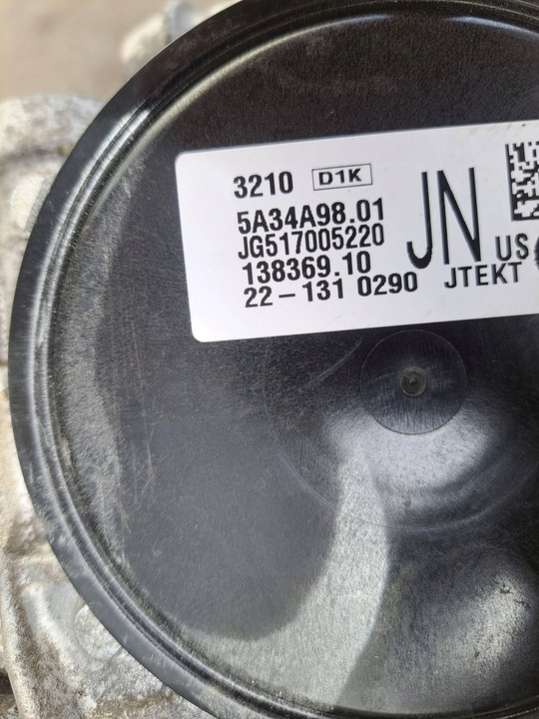 3210 D1K
5A34A98.01
JG517005220
138369.10
22-131 0290
JN
US
JTEKT